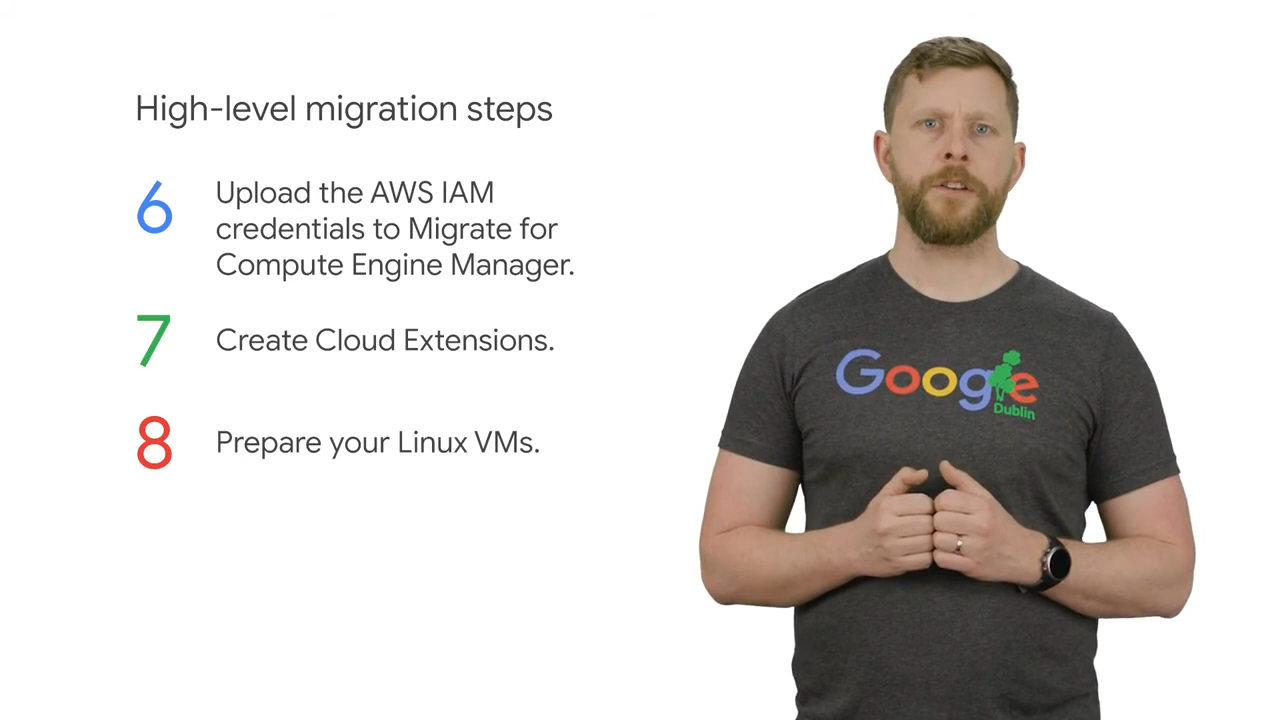 High-level migration steps
6
Upload the AWS IAM
credentials to Migrate for
Compute Engine Manager.
7
Create Cloud Extensions.
8
Prepare your Linux VMs.
Google
Dublin